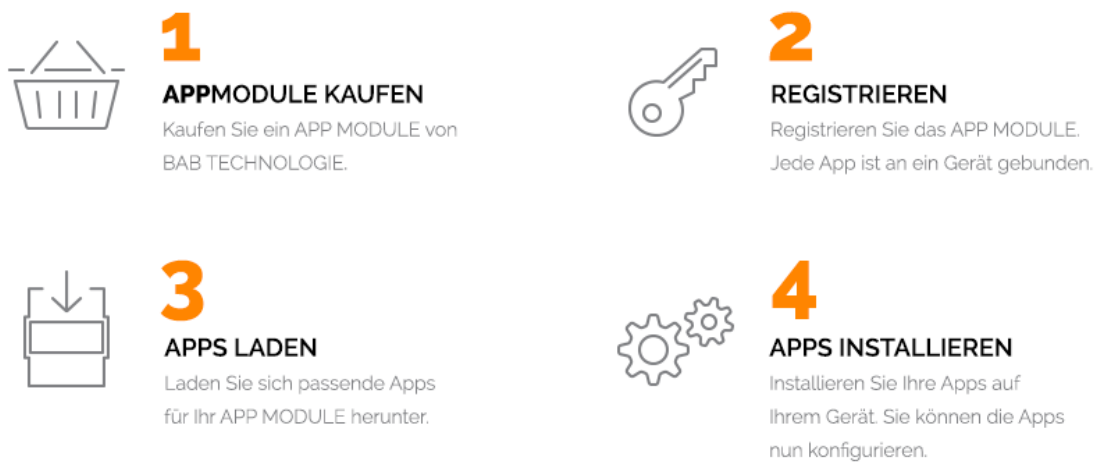 1
APPMODULE KAUFEN
Kaufen Sie ein APP MODULE von
BAB TECHNOLOGIE.
2
REGISTRIEREN
Registrieren Sie das APP MODULE.
Jede App ist an ein Gerät gebunden.
3
APPS LADEN
Laden Sie sich passende Apps
für Ihr APP MODULE herunter.
4
APPS INSTALLIEREN
Installieren Sie Ihre Apps auf
Ihrem Gerät. Sie können die Apps
nun konfigurieren.